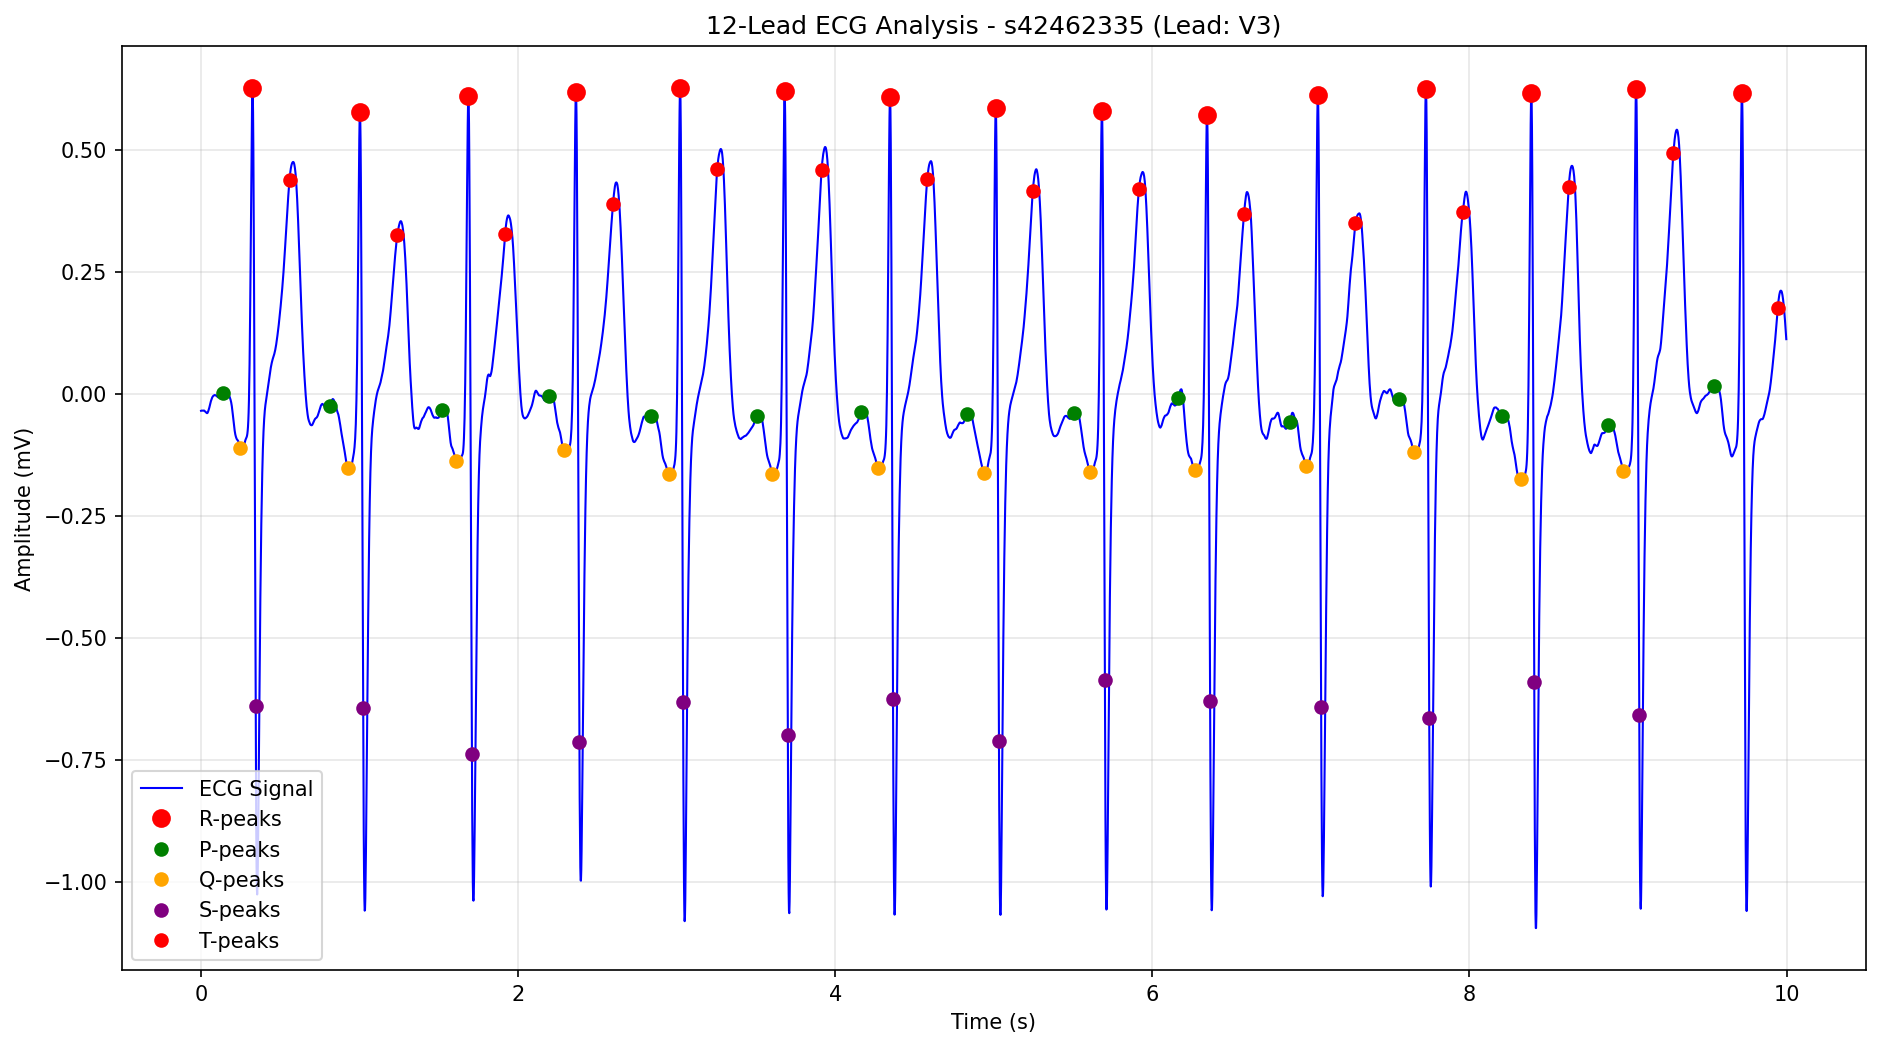 12-Lead ECG Analysis - s42462335 (Lead: V3)
Amplitude (mV)
0.50
0.25
0.00
−0.25
−0.50
−0.75
−1.00
ECG Signal
R-peaks
P-peaks
Q-peaks
S-peaks
T-peaks
0 2 4 6 8 10
Time (s)